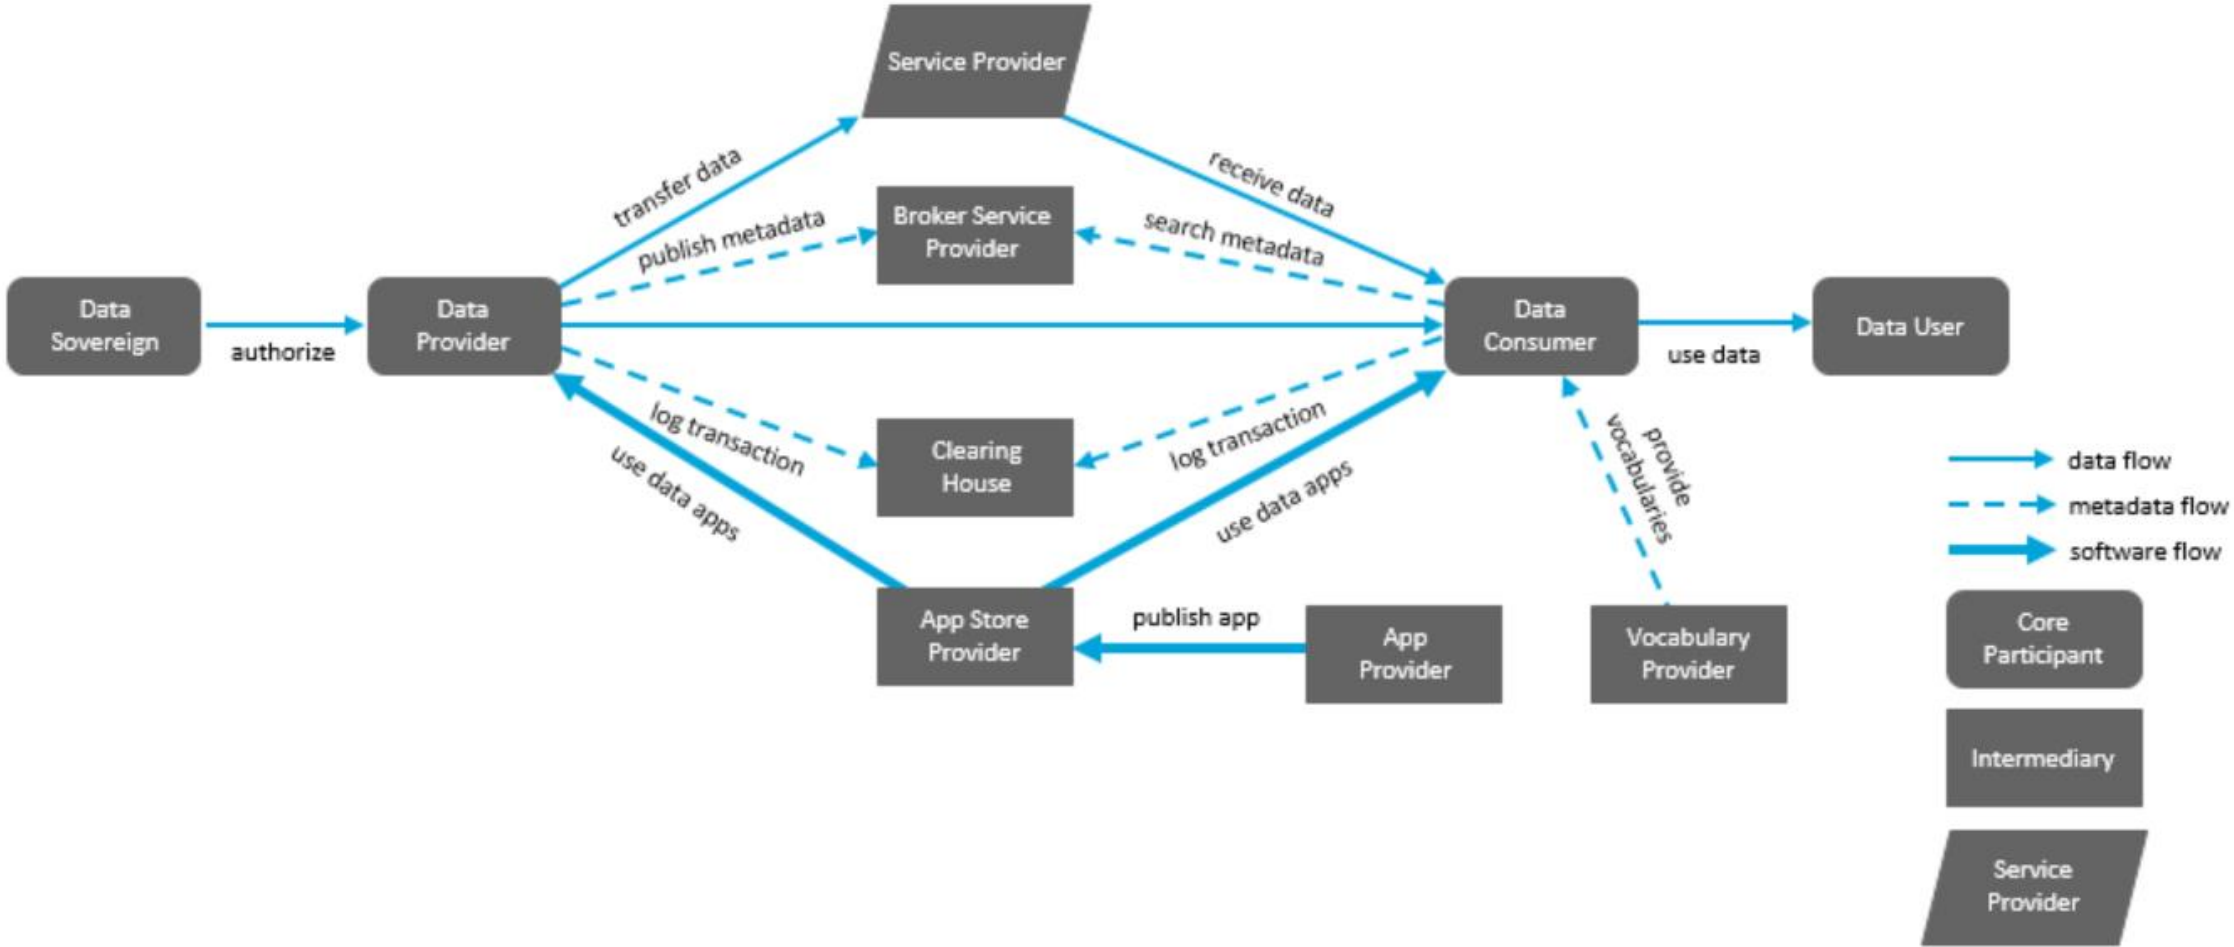 Service Provider
transfer data
receive data
publish metadata
Broker Service
Provider
search metadata
Data
Sovereign
authorize
Data
Provider
Data
Consumer
use data
Data User
log transaction
use data apps
Clearing
House
log transaction
use data apps
provide
vocabularies
App Store
Provider
publish app
App
Provider
Vocabulary
Provider
data flow
metadata flow
software flow
Core
Participant
Intermediary
Service
Provider